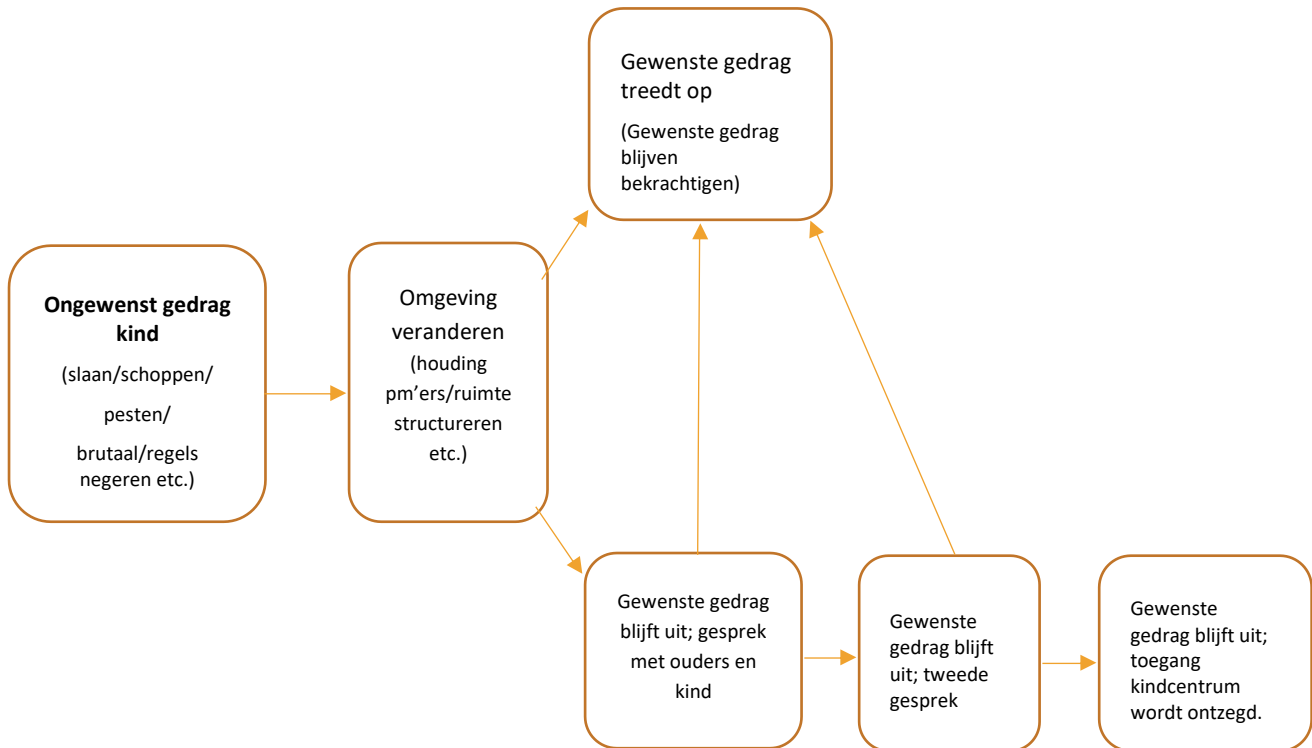 Gewenste gedrag
treedt op
(Gewenste gedrag
blijven
bekrachtigen)
Ongewenst gedrag
kind
(slaan/schoppen/
pesten/
brutaal/regels
negeren etc.)
Omgeving
veranderen
(houding
pm’ers/ruimte
structureren
etc.)
Gewenste gedrag
blijft uit; gesprek
met ouders en
kind
Gewenste
gedrag blijft
uit; tweede
gesprek
Gewenste
gedrag blijft uit;
toegang
kindcentrum
wordt ontzegd.